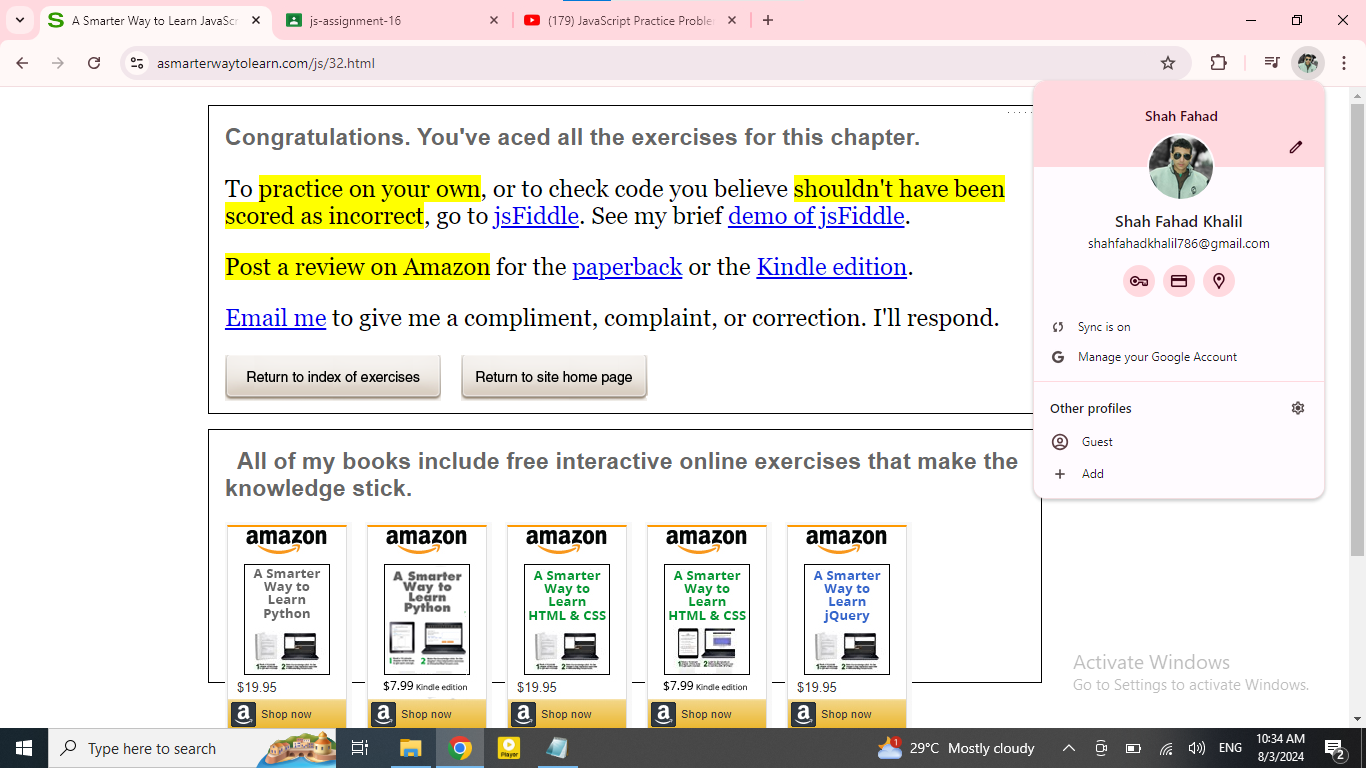 A Smarter Way to Learn JavaScr
js-assignment-16
(179) JavaScript Practice Proble
asmarterwaytolearn.com/js/32.html
Congratulations. You've aced all the exercises for this chapter.
To practice on your own, or to check code you believe shouldn't have been
scored as incorrect, go to jsFiddle. See my brief demo of jsFiddle.
Post a review on Amazon for the paperback or the Kindle edition.
Email me to give me a compliment, complaint, or correction. I'll respond.
Return to index of exercises
Return to site home page
Shah Fahad
Shah Fahad Khalil
shahfahadkhalil786@gmail.com
Sync is on
Manage your Google Account
Other profiles
Guest
Add
All of my books include free interactive online exercises that make the
knowledge stick.
amazon
A Smarter
Way to
Learn
Python
$19.95
Shop now
amazon
A Smarter
Way to
Learn
Python
$7.99 Kindle edition
Shop now
amazon
A Smarter
Way to
Learn
HTML & CSS
$19.95
Shop now
amazon
A Smarter
Way to
Learn
HTML & CSS
$7.99 Kindle edition
Shop now
amazon
A Smarter
Way to
Learn
jQuery
$19.95
Shop now
Activate Windows
Go to Settings to activate Windows.
Type here to search
Player
1
29°C Mostly cloudy
ENG
10:34 AM
8/3/2024
2